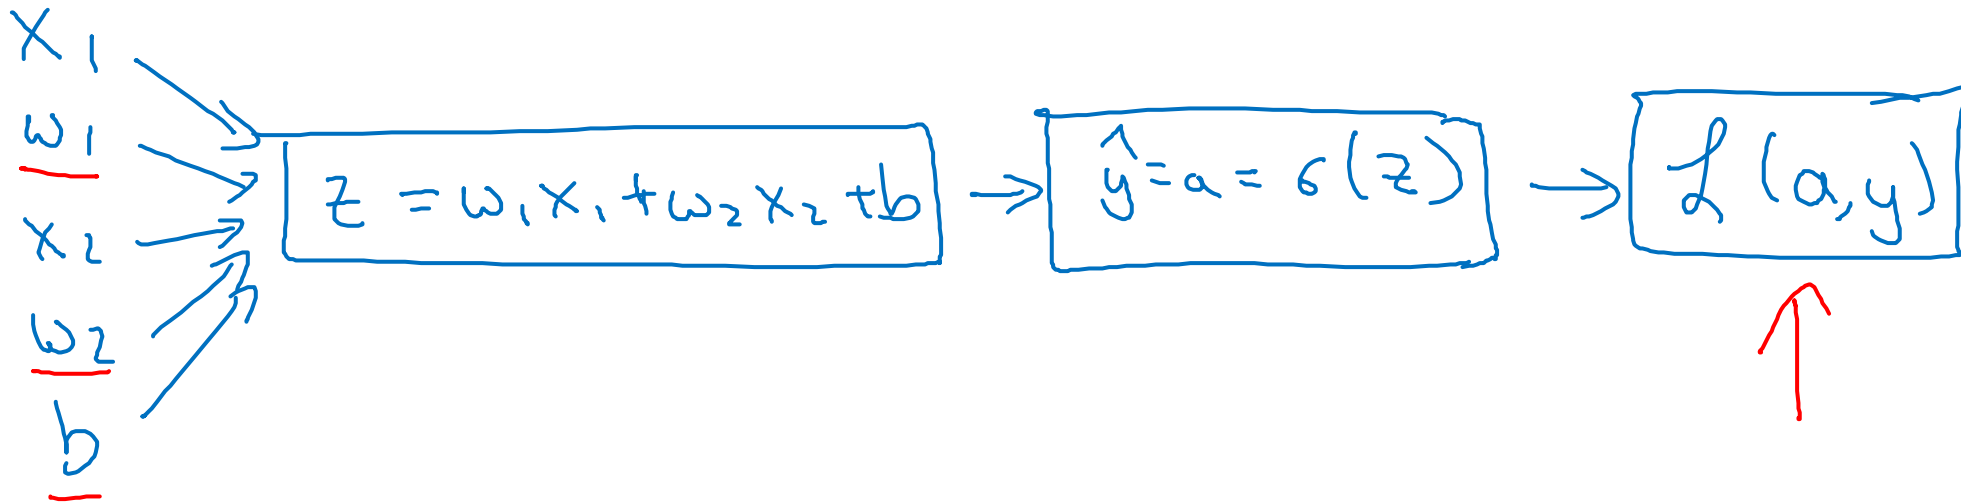 x₁
w₁
x₂
w₂
b
z = w₁x₁ + w₂x₂ + b
ŷ = a = σ(z)
ℒ(a, y)